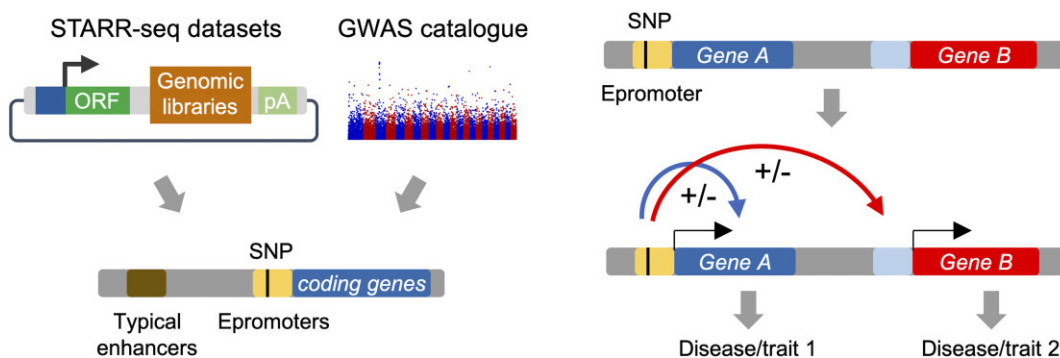 STARR-seq datasets
GWAS catalogue
ORF
Genomic
libraries
pA
SNP
coding genes
Typical
enhancers
Epromoters
SNP
Gene A
Gene B
Epromoter
+/-
+/-
Gene A
Gene B
Disease/trait 1
Disease/trait 2